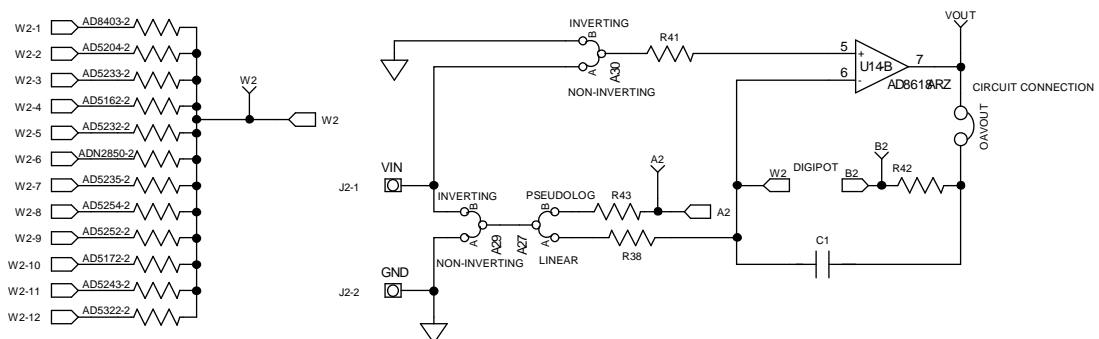 W2-1 AD8403-2
W2-2 AD5204-2
W2-3 AD5233-2
W2-4 AD5162-2
W2-5 AD5232-2
W2-6 ADN2850-2
W2-7 AD5235-2
W2-8 AD5254-2
W2-9 AD5252-2
W2-10 AD5172-2
W2-11 AD5243-2
W2-12 AD5322-2
W2
W2
INVERTING
B
A
A30
NON-INVERTING
R41
5
+
6
-
U14-B
7
AD8618ARZ
VOUT
CIRCUIT CONNECTION
OAVOUT
VIN
J2-1
GND
J2-2
INVERTING
B
A
A29
NON-INVERTING
PSEUDOLOG
B
A
A27
LINEAR
R43
R38
A2
A2
W2
DIGIPOT
B2
B2
R42
C1